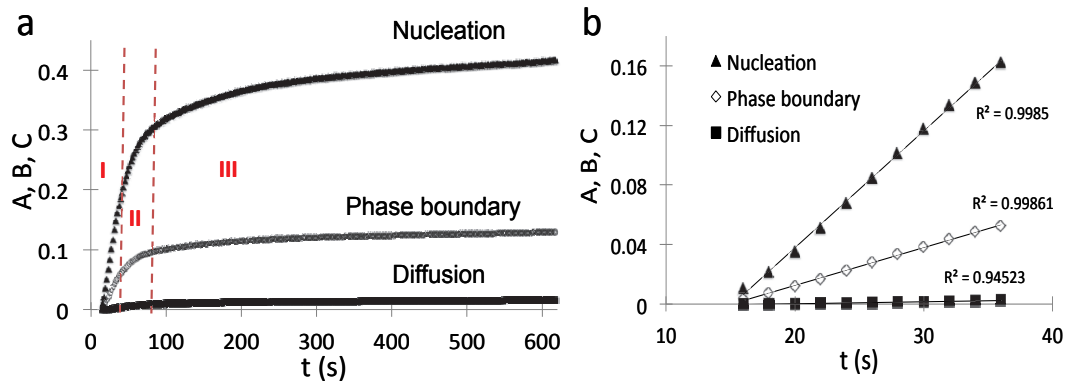 a
Nucleation
A, B, C
0.4
0.3
0.2
0.1
0
I
II
III
Phase boundary
Diffusion
0 100 200 300 400 500 600
t (s)
b
A, B, C
0.16
0.12
0.08
0.04
0
Nucleation
Phase boundary
Diffusion
R² = 0.9985
R² = 0.99861
R² = 0.94523
10 20 30 40
t (s)